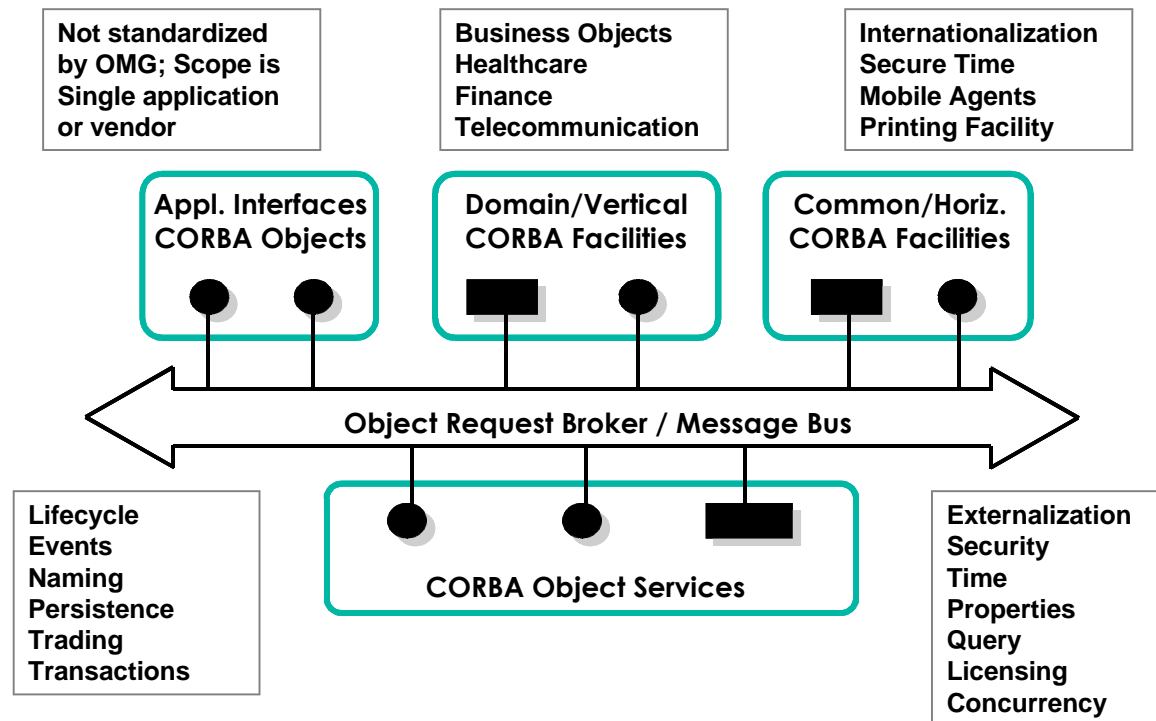 Not standardized
by OMG; Scope is
Single application
or vendor
Business Objects
Healthcare
Finance
Telecommunication
Internationalization
Secure Time
Mobile Agents
Printing Facility
Appl. Interfaces
CORBA Objects
Domain/Vertical
CORBA Facilities
Common/Horiz.
CORBA Facilities
Object Request Broker / Message Bus
Lifecycle
Events
Naming
Persistence
Trading
Transactions
CORBA Object Services
Externalization
Security
Time
Properties
Query
Licensing
Concurrency